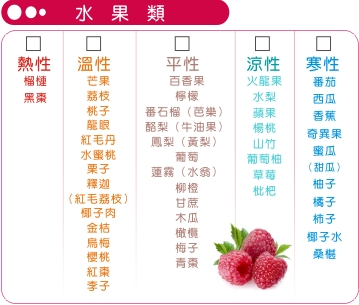 水果類
熱性
榴槤
黑棗
溫性
芒果
荔枝
桃子
龍眼
紅毛丹
水蜜桃
栗子
釋迦
（紅毛荔枝）
椰子肉
金桔
烏梅
櫻桃
紅棗
李子
平性
百香果
檸檬
番石榴（芭樂）
酪梨（牛油果）
鳳梨（黃梨）
葡萄
蓮霧（水翁）
柳橙
甘蔗
木瓜
橄欖
梅子
青棗
涼性
火龍果
水梨
蘋果
楊桃
山竹
葡萄柚
草莓
枇杷
寒性
番茄
西瓜
香蕉
奇異果
蜜瓜
（甜瓜）
柚子
橘子
柿子
椰子水
桑椹